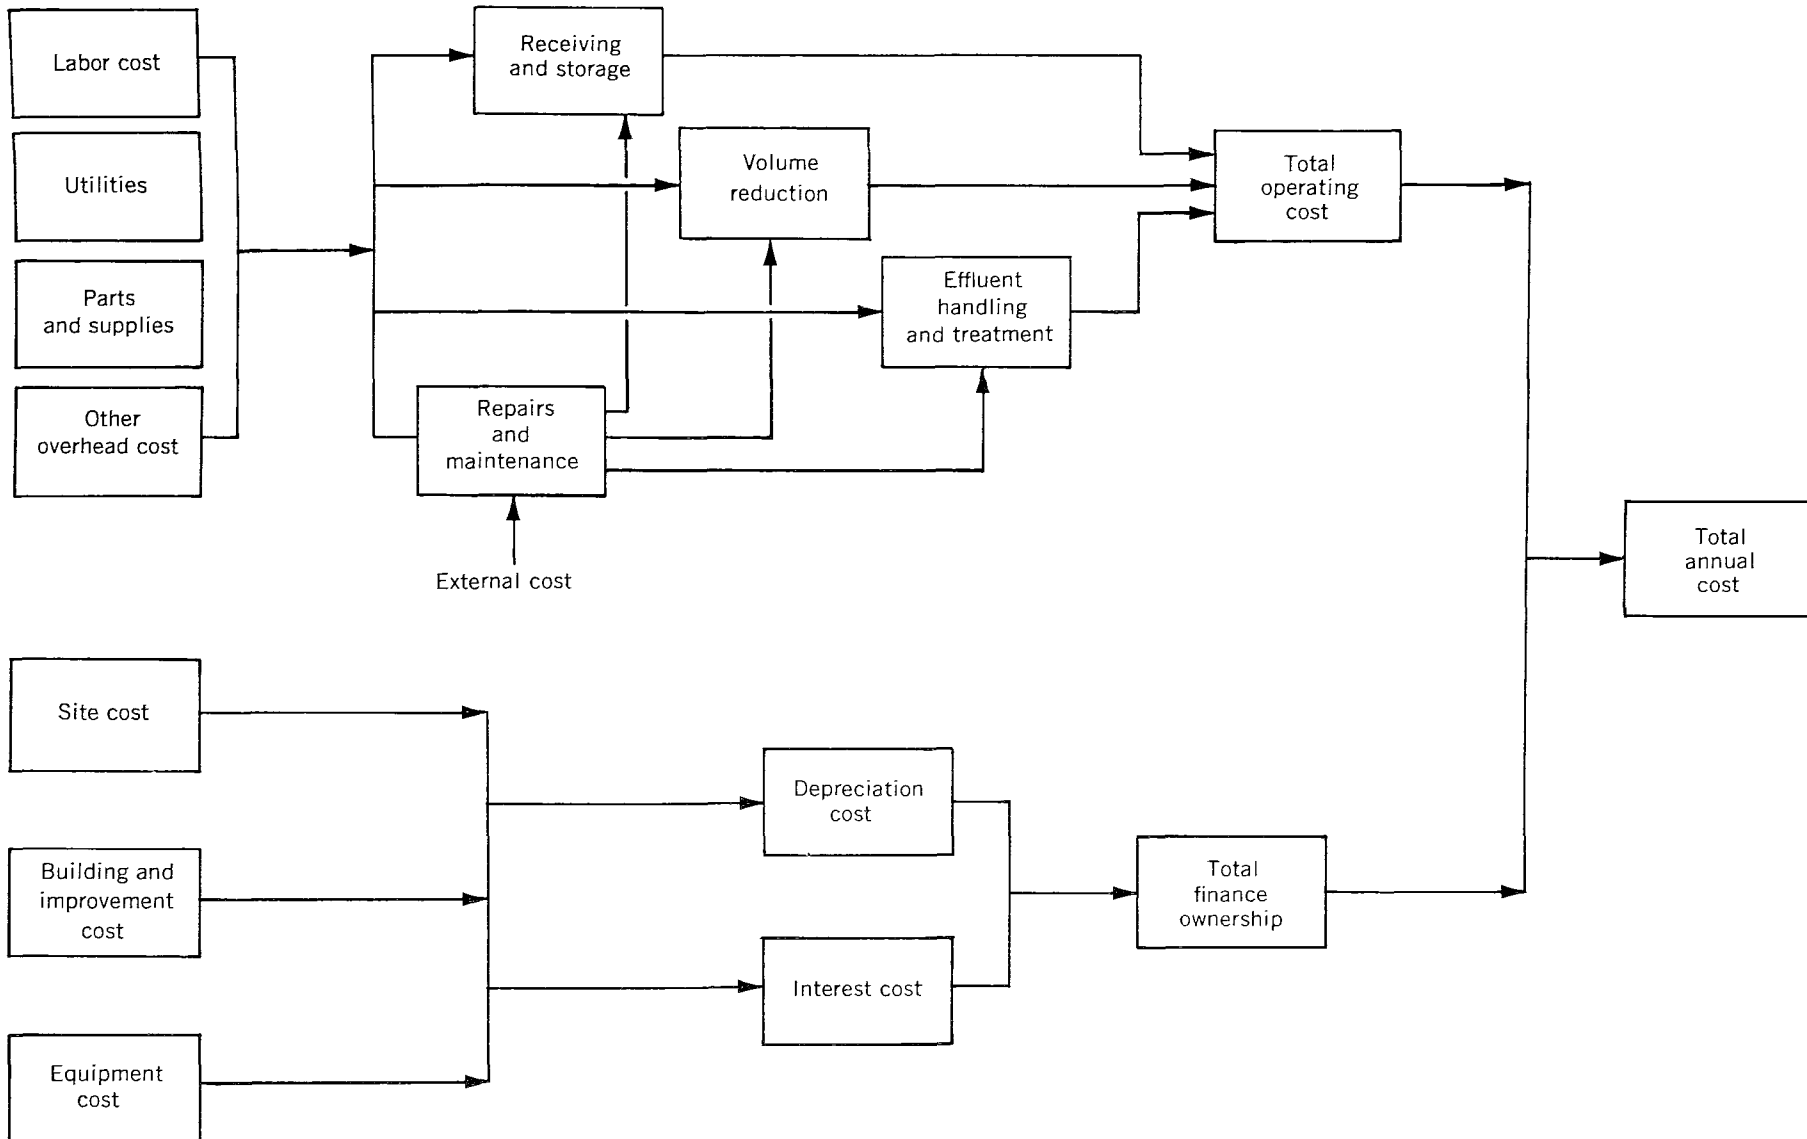 Labor cost
Utilities
Parts
and supplies
Other
overhead cost
Receiving
and storage
Volume
reduction
Effluent
handling
and treatment
Repairs
and
maintenance
External cost
Total
operating
cost
Total
annual
cost
Site cost
Building and
improvement
cost
Equipment
cost
Depreciation
cost
Interest cost
Total
finance
ownership